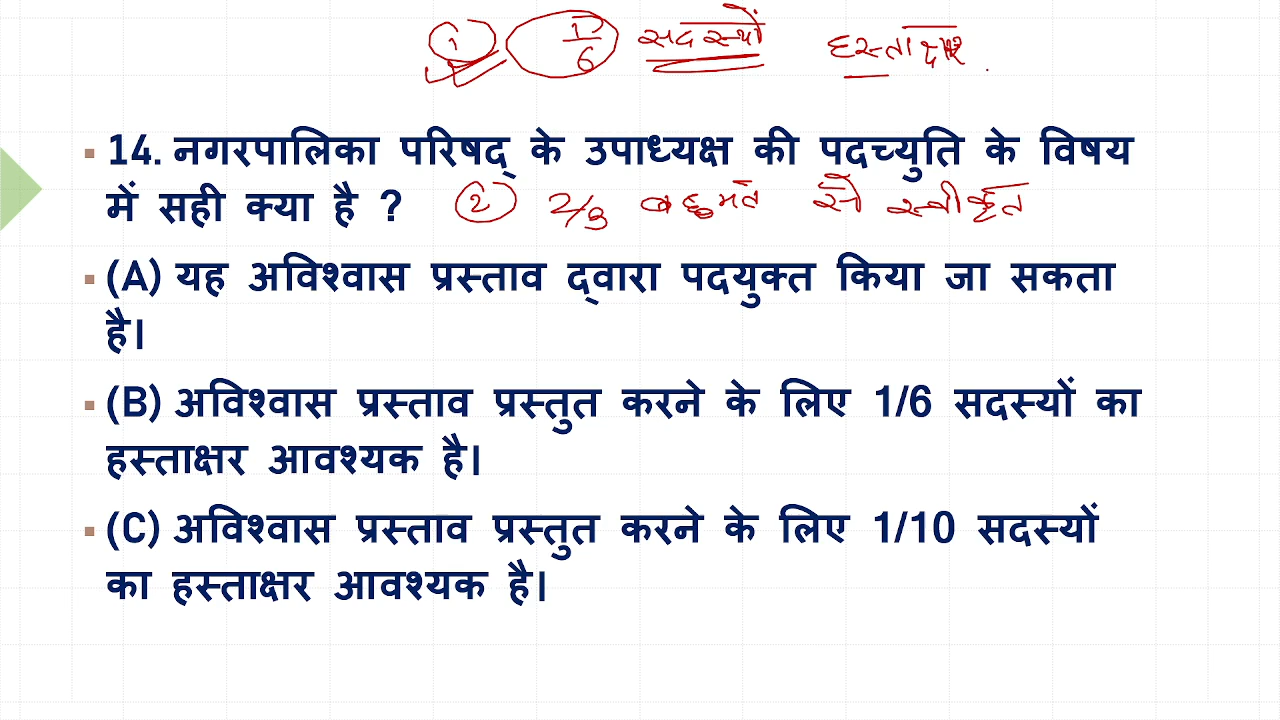 ① 1/6 सदस्यों हस्ताक्षर
14. नगरपालिका परिषद् के उपाध्यक्ष की पदच्युति के विषय
में सही क्या है ? ② 2/3 बहुमत से स्वीकृत
(A) यह अविश्वास प्रस्ताव द्वारा पदयुक्त किया जा सकता
है।
(B) अविश्वास प्रस्ताव प्रस्तुत करने के लिए 1/6 सदस्यों का
हस्ताक्षर आवश्यक है।
(C) अविश्वास प्रस्ताव प्रस्तुत करने के लिए 1/10 सदस्यों
का हस्ताक्षर आवश्यक है।